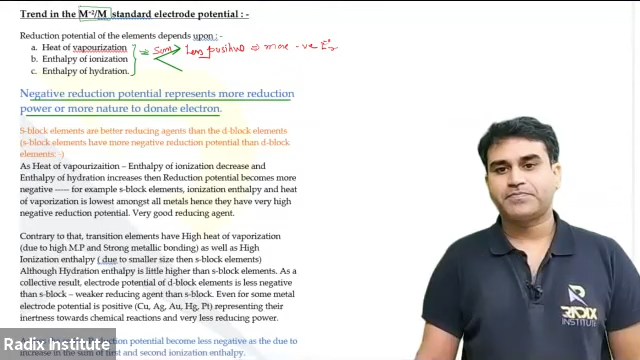 Trend in the M⁺²/M standard electrode potential : -
Reduction potential of the elements depends upon : -
a. Heat of vapourization
b. Enthalpy of ionization
c. Enthalpy of hydration.
⇒ Sum Less positive ⇒ more -ve E°R
Negative reduction potential represents more reduction
power or more nature to donate electron.
S-block elements are better reducing agents than the d-block elements
(s-block elements have more negative reduction potential than d-block
elements: -)
As Heat of vapourizaition – Enthalpy of ionization decrease and
Enthalpy of hydration increases then Reduction potential becomes more
negative ----- for example s-block elements, ionization enthalpy and heat
of vaporization is lowest amongst all metals hence they have very high
negative reduction potential. Very good reducing agent.
Contrary to that, transition elements have High heat of vaporization
(due to high M.P and Strong metallic bonding) as well as High
Ionization enthalpy ( due to smaller size then s-block elements)
Although Hydration enthalpy is little higher than s-block elements. As a
collective result, electrode potential of d-block elements is less negative
than s-block – weaker reducing agent than s-block. Even for some metal
electrode potential is positive (Cu, Ag, Au, Hg, Pt) representing their
inertness towards chemical reactions and very less reducing power.
Reduction potential become less negative as the due to
increase in the sum of first and second ionization enthalpy.
RADIX
INSTITUTE
Radix Institute